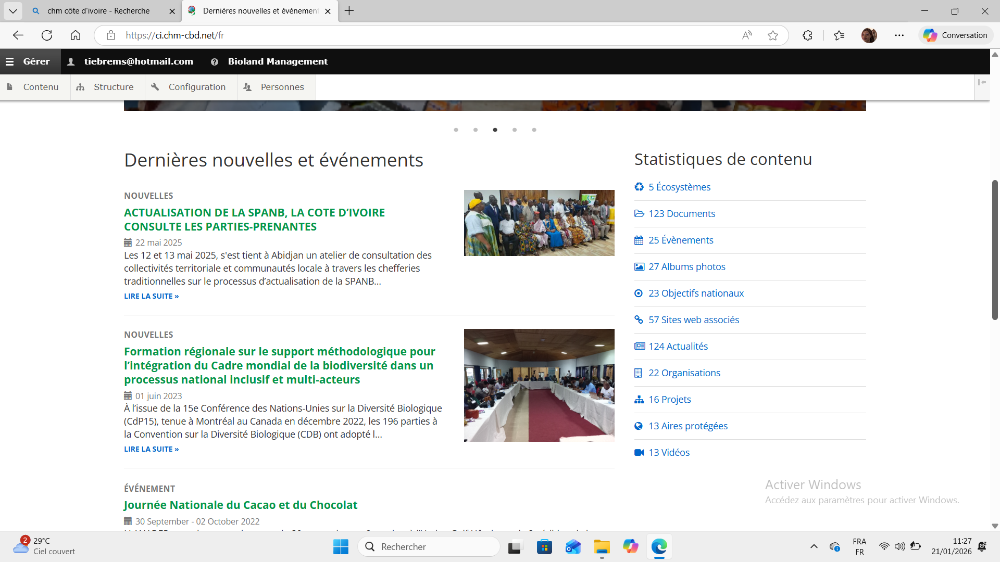 chm côte d'ivoire - Recherche
Dernières nouvelles et événement
https://ci.chm-cbd.net/fr
Conversation
Gérer
tiebrems@hotmail.com
Bioland Management
Contenu
Structure
Configuration
Personnes
Dernières nouvelles et événements
NOUVELLES
ACTUALISATION DE LA SPANB, LA COTE D’IVOIRE
CONSULTE LES PARTIES-PRENANTES
22 mai 2025
Les 12 et 13 mai 2025, s'est tient à Abidjan un atelier de consultation des
collectivités territoriale et communautés locale à travers les chefferies
traditionnelles sur le processus d’actualisation de la SPANB...
LIRE LA SUITE »
NOUVELLES
Formation régionale sur le support méthodologique pour
l’intégration du Cadre mondial de la biodiversité dans un
processus national inclusif et multi-acteurs
01 juin 2023
À l’issue de la 15e Conférence des Nations-Unies sur la Diversité Biologique
(CdP15), tenue à Montréal au Canada en décembre 2022, les 196 parties à
la Convention sur la Diversité Biologique (CDB) ont adopté l...
LIRE LA SUITE »
ÉVÉNEMENT
Journée Nationale du Cacao et du Chocolat
30 September - 02 October 2022
Statistiques de contenu
5 Écosystèmes
123 Documents
25 Évènements
27 Albums photos
23 Objectifs nationaux
57 Sites web associés
124 Actualités
22 Organisations
16 Projets
13 Aires protégées
13 Vidéos
Activer Windows
Accédez aux paramètres pour activer Windows.
2
29°C
Ciel couvert
Rechercher
FRA
FR
11:27
21/01/2026